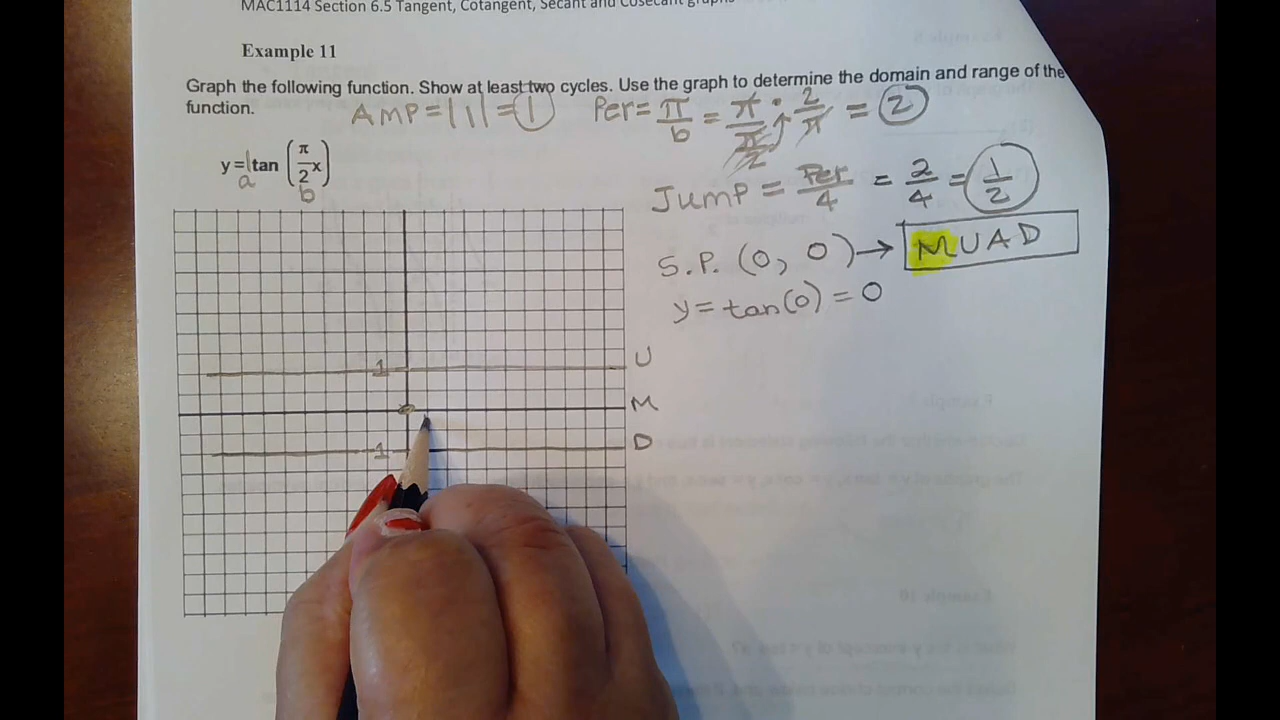 MAC1114 Section 6.5 Tangent, Cotangent, Secant and Cosecant graphs
Example 11
Graph the following function. Show at least two cycles. Use the graph to determine the domain and range of the
function.
AMP = |1| = 1 Per = π/b = π/(π/2) · 2/π = 2
y = 1 tan (π/2 x)
a b
Jump = Per/4 = 2/4 = 1/2
S.P. (0, 0) → MUAD
y = tan(0) = 0
1 U
M
-1 D